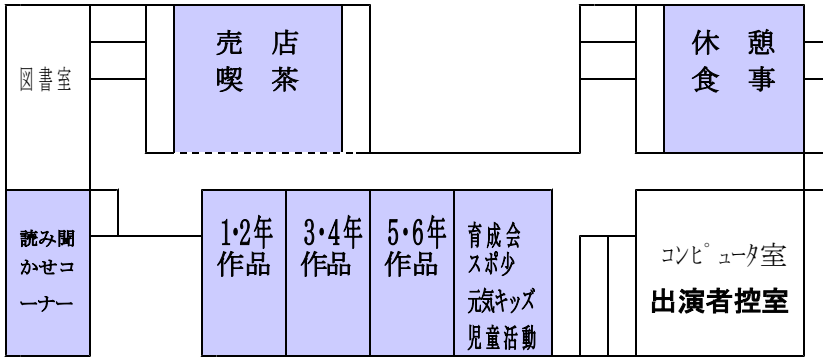 売 店
喫 茶
休 憩
食 事
図書室
読み聞
かせコ
ーナー
1・2年
作品
3・4年
作品
5・6年
作品
育成会
スポ少
元気キッズ
児童活動
コンピュータ室
出演者控室